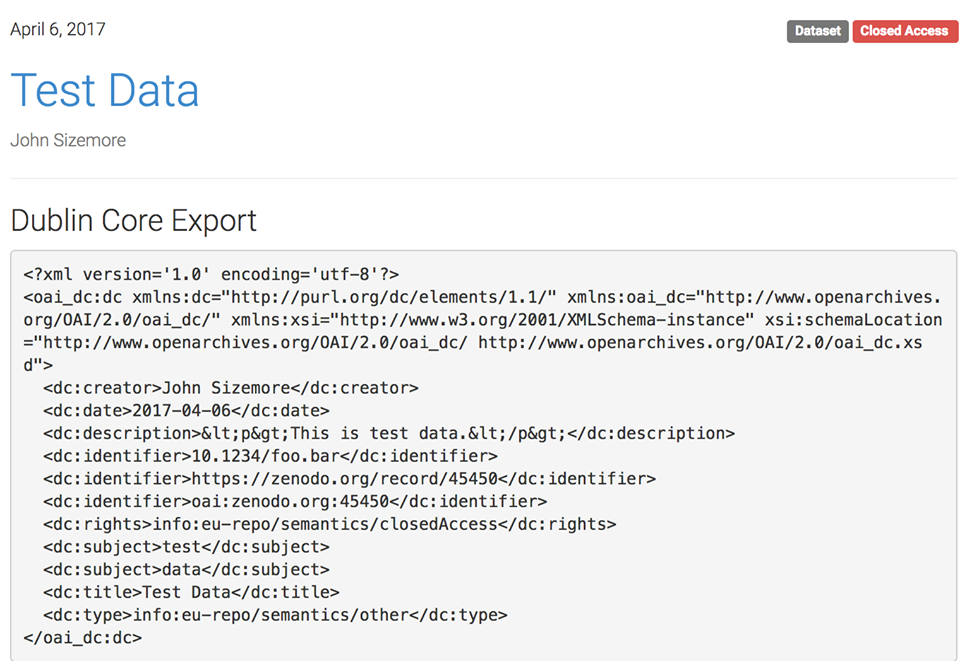 April 6, 2017
Dataset Closed Access
Test Data
John Sizemore
Dublin Core Export
<?xml version='1.0' encoding='utf-8'?>
<oai_dc:dc xmlns:dc="http://purl.org/dc/elements/1.1/" xmlns:oai_dc="http://www.openarchives.
org/OAI/2.0/oai_dc/" xmlns:xsi="http://www.w3.org/2001/XMLSchema-instance" xsi:schemaLocation
="http://www.openarchives.org/OAI/2.0/oai_dc/ http://www.openarchives.org/OAI/2.0/oai_dc.xs
d">
  <dc:creator>John Sizemore</dc:creator>
  <dc:date>2017-04-06</dc:date>
  <dc:description>&lt;p&gt;This is test data.&lt;/p&gt;</dc:description>
  <dc:identifier>10.1234/foo.bar</dc:identifier>
  <dc:identifier>https://zenodo.org/record/45450</dc:identifier>
  <dc:identifier>oai:zenodo.org:45450</dc:identifier>
  <dc:rights>info:eu-repo/semantics/closedAccess</dc:rights>
  <dc:subject>test</dc:subject>
  <dc:subject>data</dc:subject>
  <dc:title>Test Data</dc:title>
  <dc:type>info:eu-repo/semantics/other</dc:type>
</oai_dc:dc>